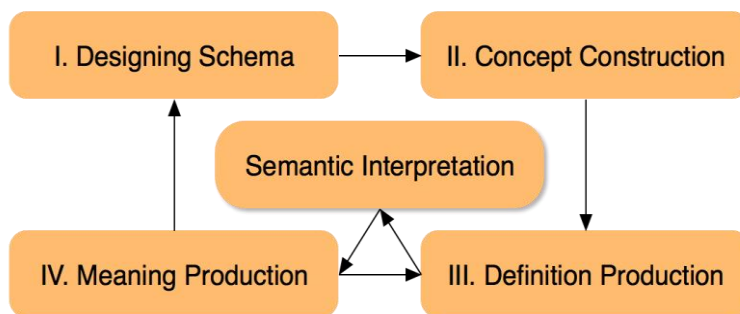 I. Designing Schema
II. Concept Construction
Semantic Interpretation
IV. Meaning Production
III. Definition Production